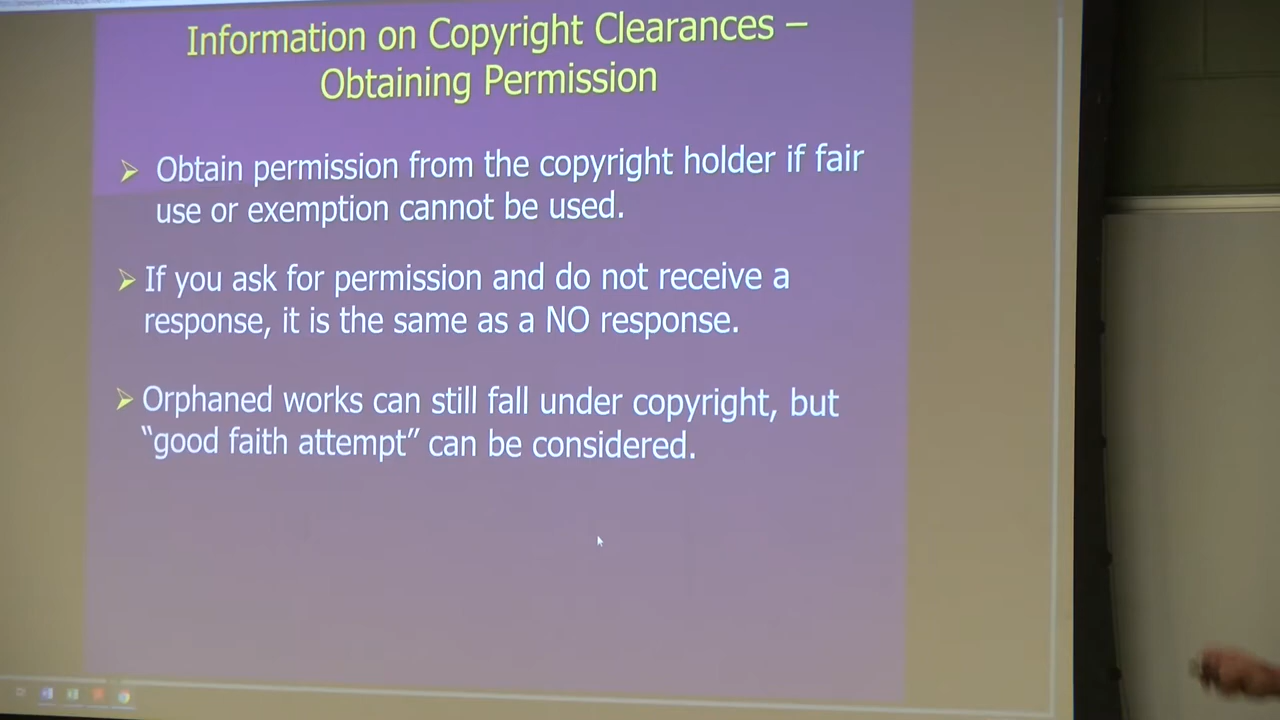 Information on Copyright Clearances –
Obtaining Permission
➢ Obtain permission from the copyright holder if fair
use or exemption cannot be used.
➢ If you ask for permission and do not receive a
response, it is the same as a NO response.
➢ Orphaned works can still fall under copyright, but
“good faith attempt” can be considered.